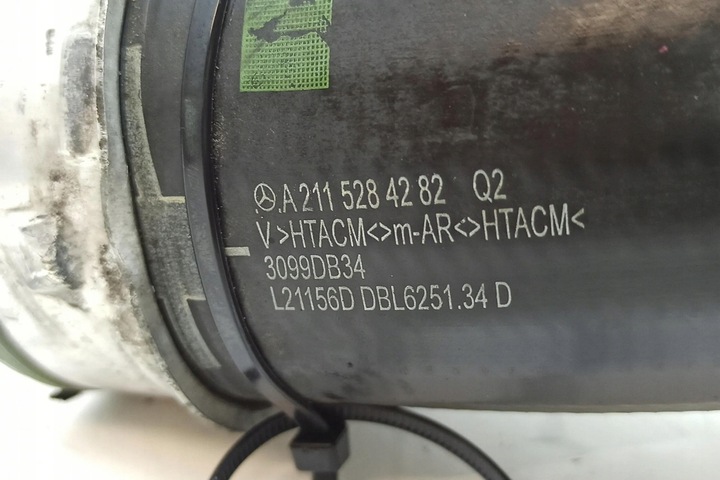 A 211 528 42 82 Q2
V >HTACM<>m-AR<>HTACM<
3099DB34
L21156D DBL6251.34 D